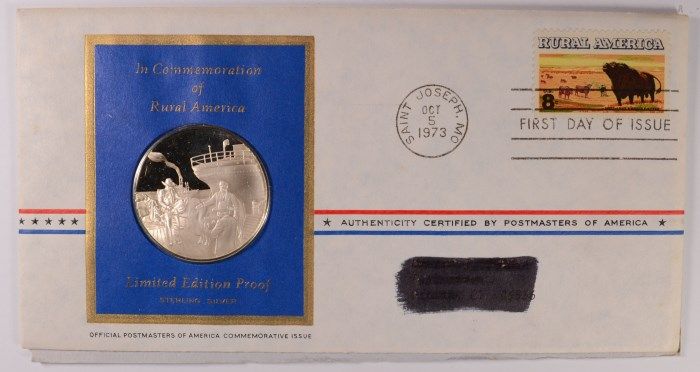 In Commemoration
of
Rural America
Limited Edition Proof
STERLING SILVER
OFFICIAL POSTMASTERS OF AMERICA COMMEMORATIVE ISSUE
SAINT JOSEPH, MO
OCT
5
1973
RURAL AMERICA
8
FIRST DAY OF ISSUE
★ AUTHENTICITY CERTIFIED BY POSTMASTERS OF AMERICA ★